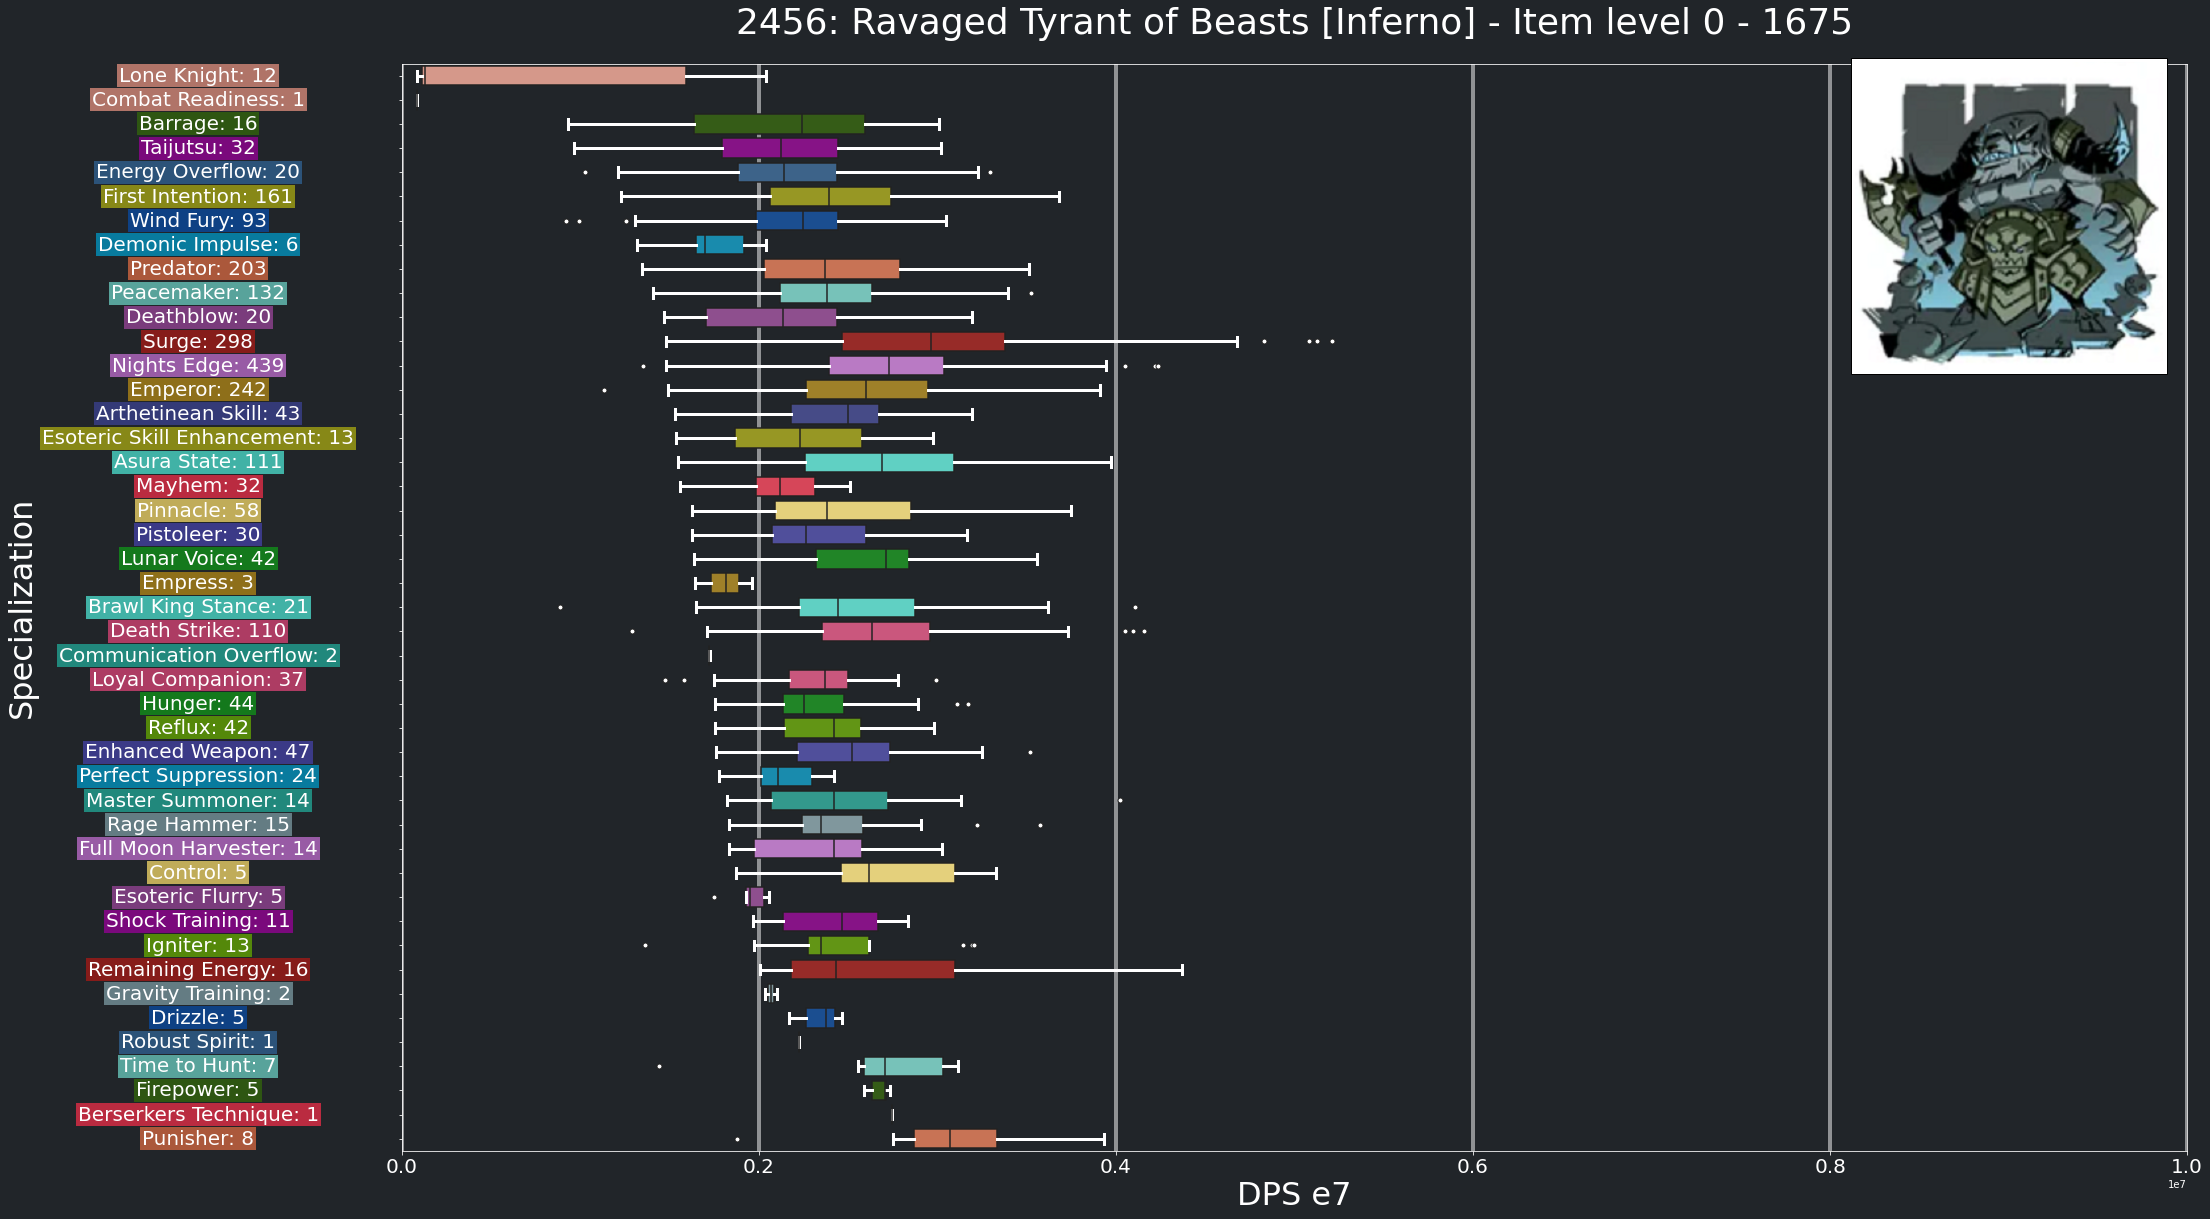 2456: Ravaged Tyrant of Beasts [Inferno] - Item level 0 - 1675
Specialization
Lone Knight: 12
Combat Readiness: 1
Barrage: 16
Taijutsu: 32
Energy Overflow: 20
First Intention: 161
Wind Fury: 93
Demonic Impulse: 6
Predator: 203
Peacemaker: 132
Deathblow: 20
Surge: 298
Nights Edge: 439
Emperor: 242
Arthetinean Skill: 43
Esoteric Skill Enhancement: 13
Asura State: 111
Mayhem: 32
Pinnacle: 58
Pistoleer: 30
Lunar Voice: 42
Empress: 3
Brawl King Stance: 21
Death Strike: 110
Communication Overflow: 2
Loyal Companion: 37
Hunger: 44
Reflux: 42
Enhanced Weapon: 47
Perfect Suppression: 24
Master Summoner: 14
Rage Hammer: 15
Full Moon Harvester: 14
Control: 5
Esoteric Flurry: 5
Shock Training: 11
Igniter: 13
Remaining Energy: 16
Gravity Training: 2
Drizzle: 5
Robust Spirit: 1
Time to Hunt: 7
Firepower: 5
Berserkers Technique: 1
Punisher: 8
0.0 0.2 0.4 0.6 0.8 1.0
1e7
DPS e7